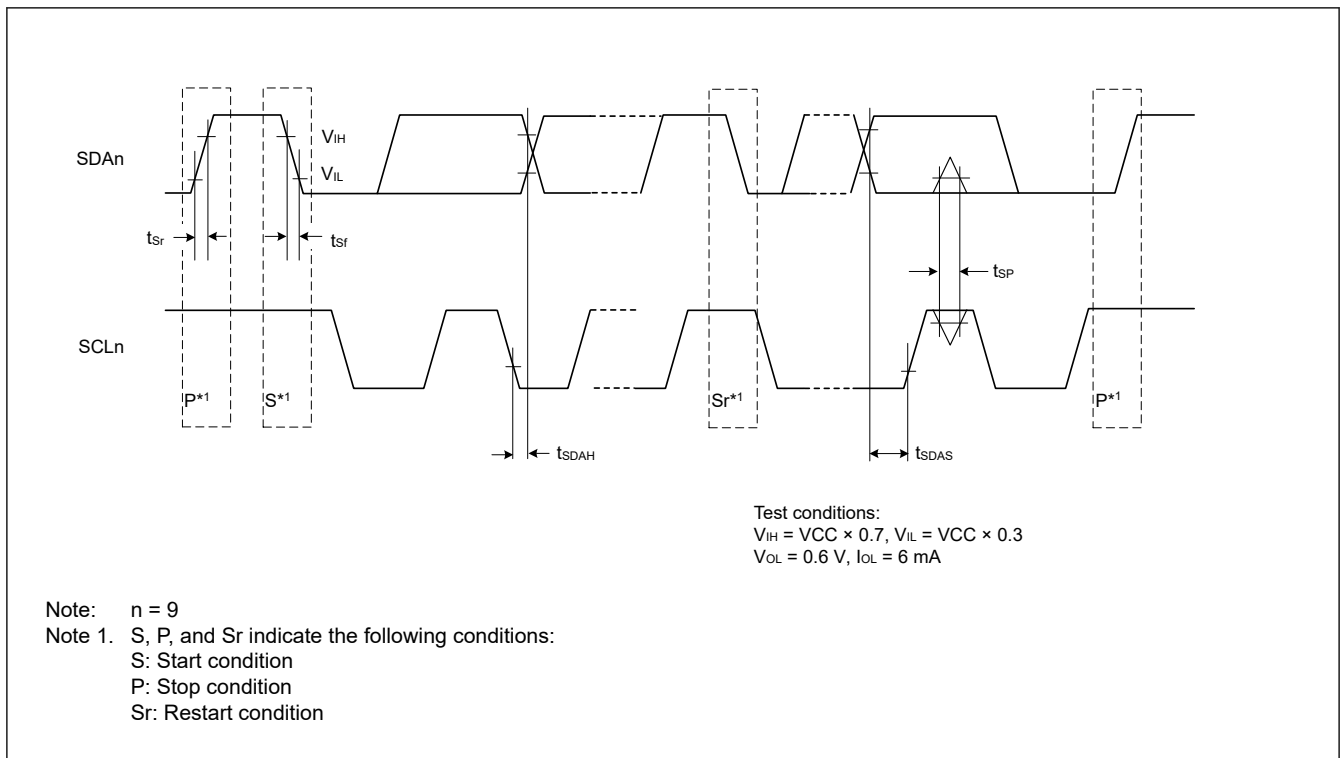 SDAn
VIH
VIL
tSr
tSf
tSP
SCLn
P*1
S*1
Sr*1
P*1
tSDAH
tSDAS
Test conditions:
VIH = VCC × 0.7, VIL = VCC × 0.3
VOL = 0.6 V, IOL = 6 mA
Note: n = 9
Note 1. S, P, and Sr indicate the following conditions:
S: Start condition
P: Stop condition
Sr: Restart condition